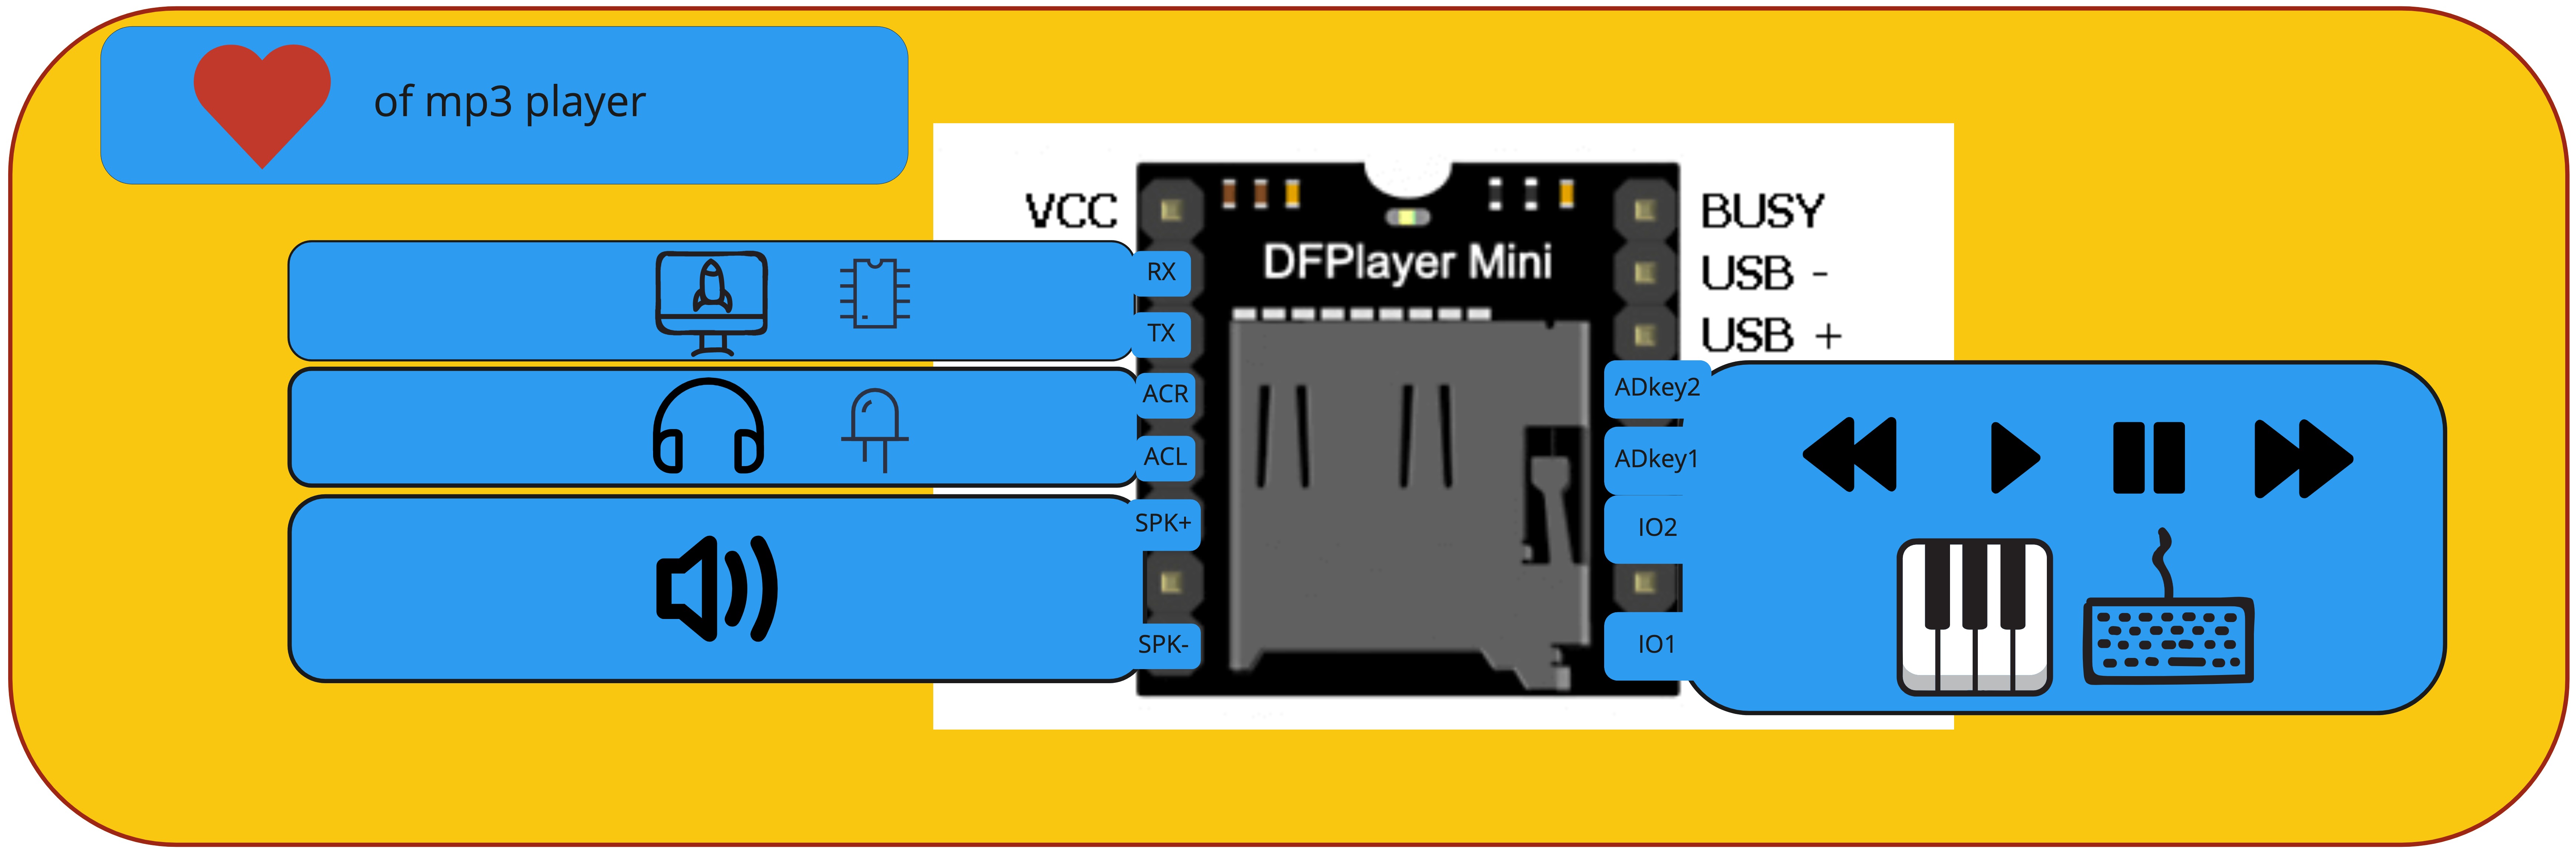 of mp3 player
VCC
RX
TX
ACR
ACL
SPK+
SPK-
DFPlayer Mini
BUSY
USB -
USB +
ADkey2
ADkey1
IO2
IO1